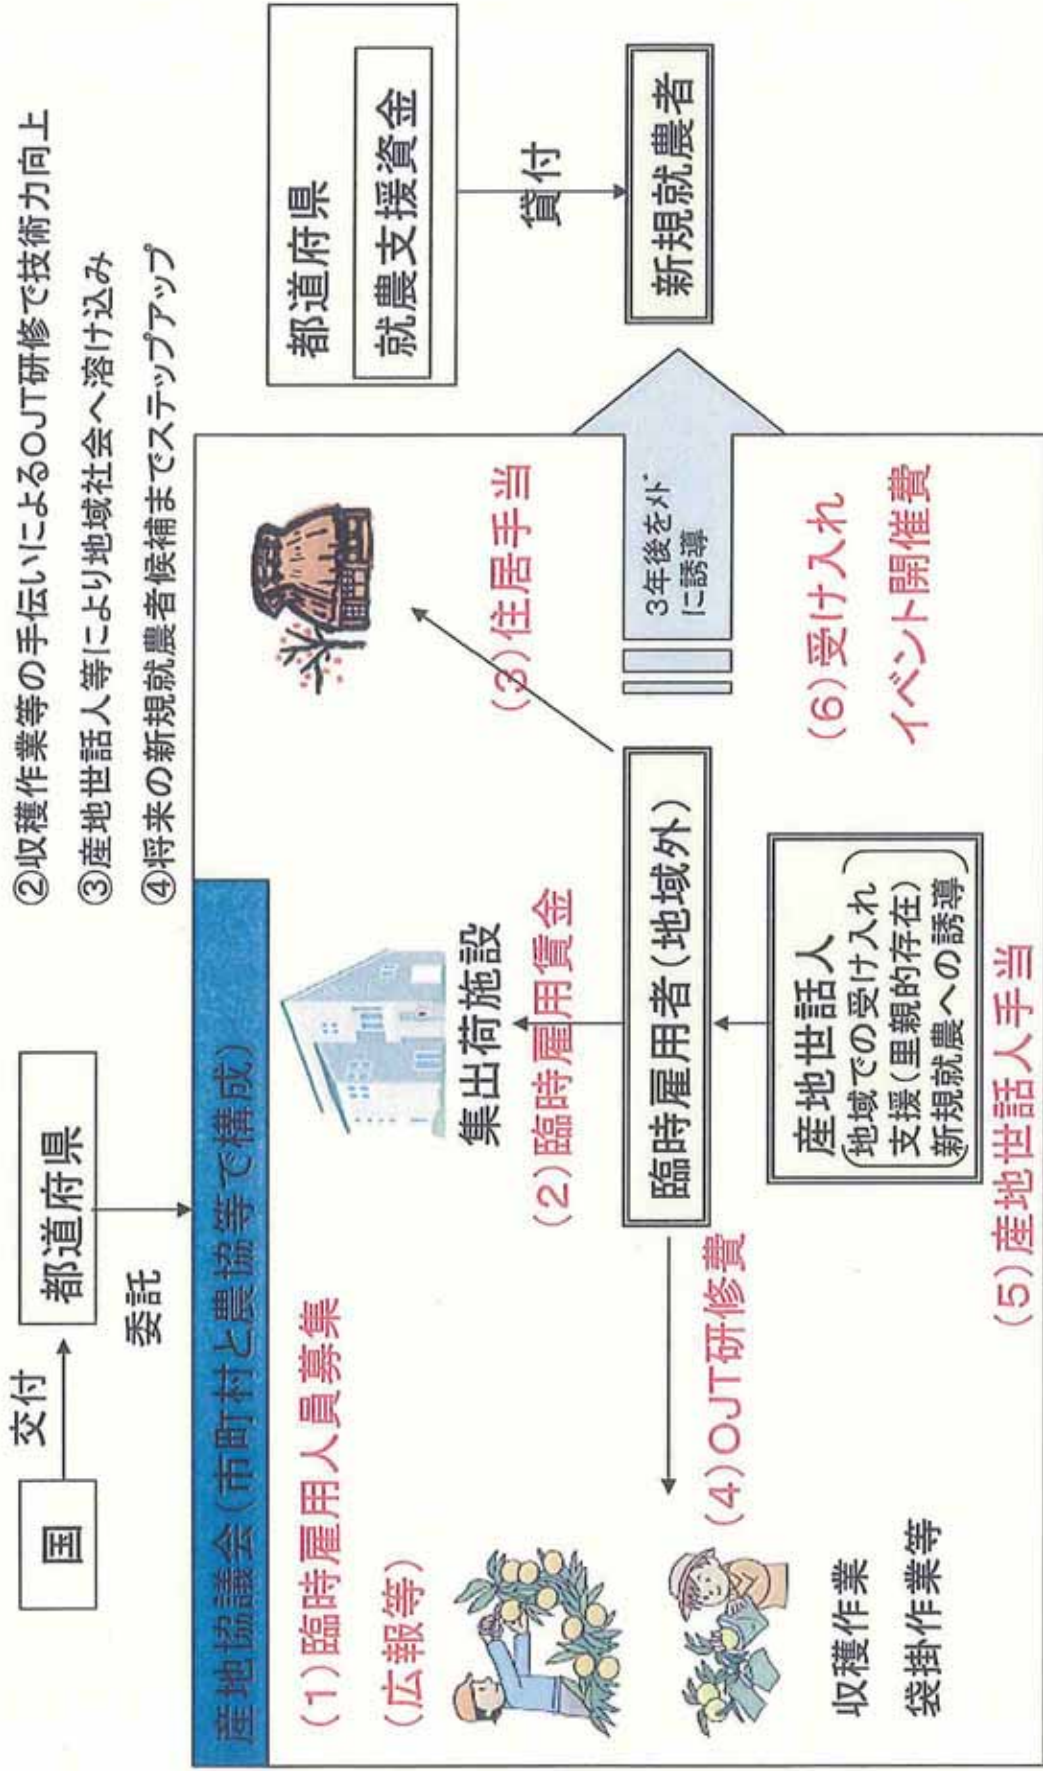 ②収穫作業等の手伝いによるOJT研修で技術力向上
③産地世話人等により地域社会へ溶け込み
④将来の新規就農者候補までステップアップ
国
交付
都道府県
委託
産地協議会(市町村と農協等で構成)
(1)臨時雇用人員募集
(広報等)
集出荷施設
(2)臨時雇用賃金
(3)住居手当
臨時雇用者(地域外)
(4)OJT研修費
収穫作業
袋掛作業等
産地世話人
地域での受け入れ
支援(里親的存在)
新規就農への誘導
(5)産地世話人手当
3年後をメド
に誘導
(6)受け入れ
イベント開催費
都道府県
就農支援資金
貸付
新規就農者